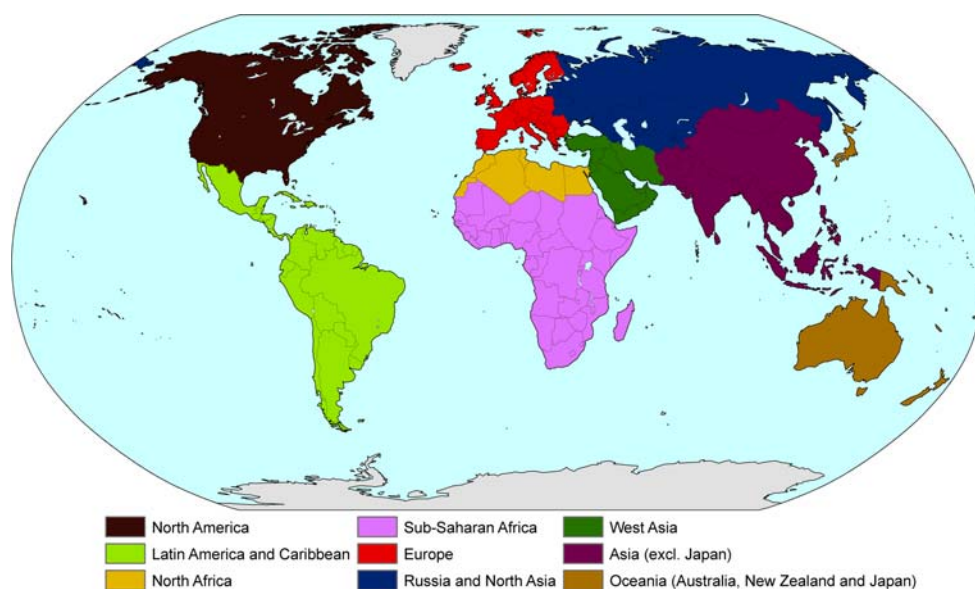 North America
Sub-Saharan Africa
West Asia
Latin America and Caribbean
Europe
Asia (excl. Japan)
North Africa
Russia and North Asia
Oceania (Australia, New Zealand and Japan)